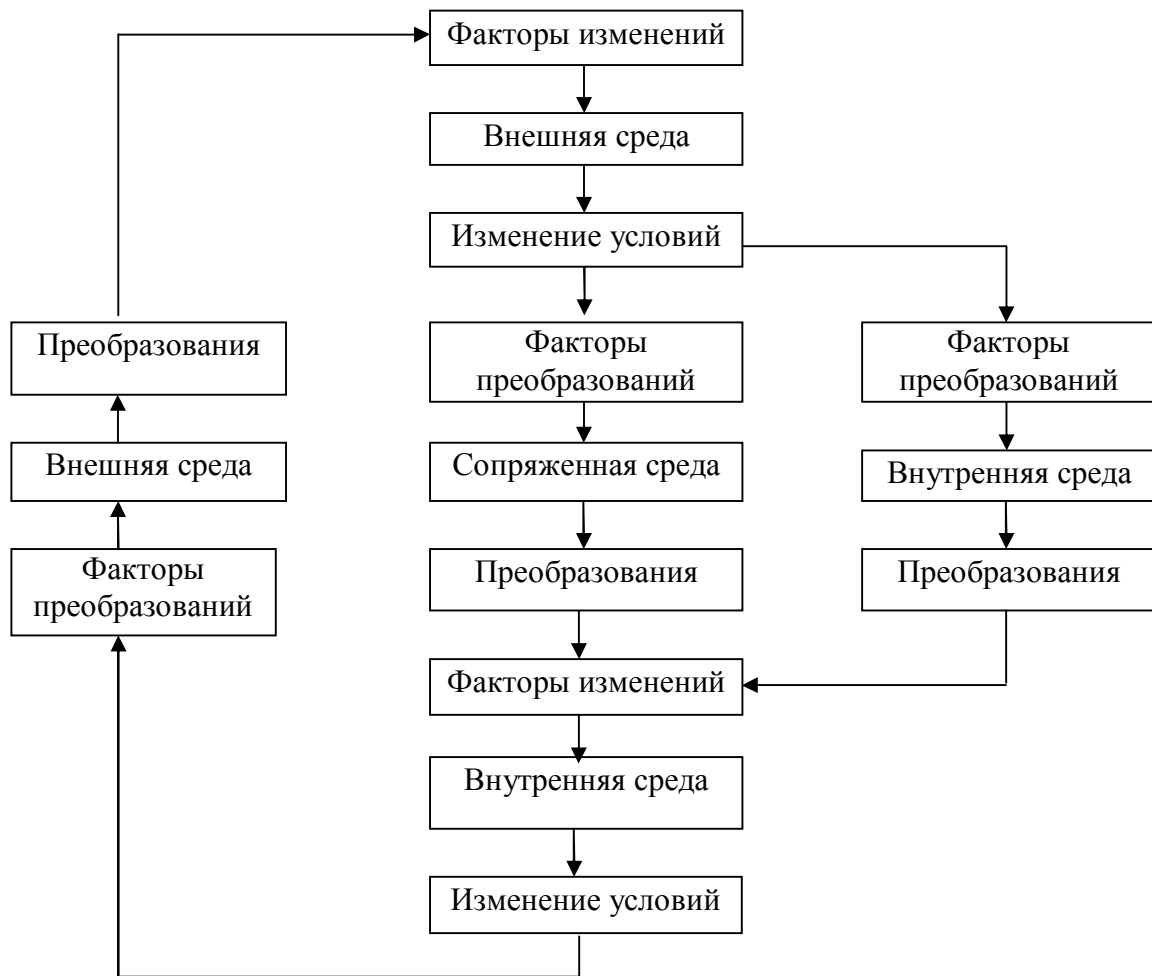 Факторы изменений
Внешняя среда
Изменение условий
Преобразования
Факторы
преобразований
Факторы
преобразований
Внешняя среда
Сопряженная среда
Внутренняя среда
Факторы
преобразований
Преобразования
Преобразования
Факторы изменений
Внутренняя среда
Изменение условий